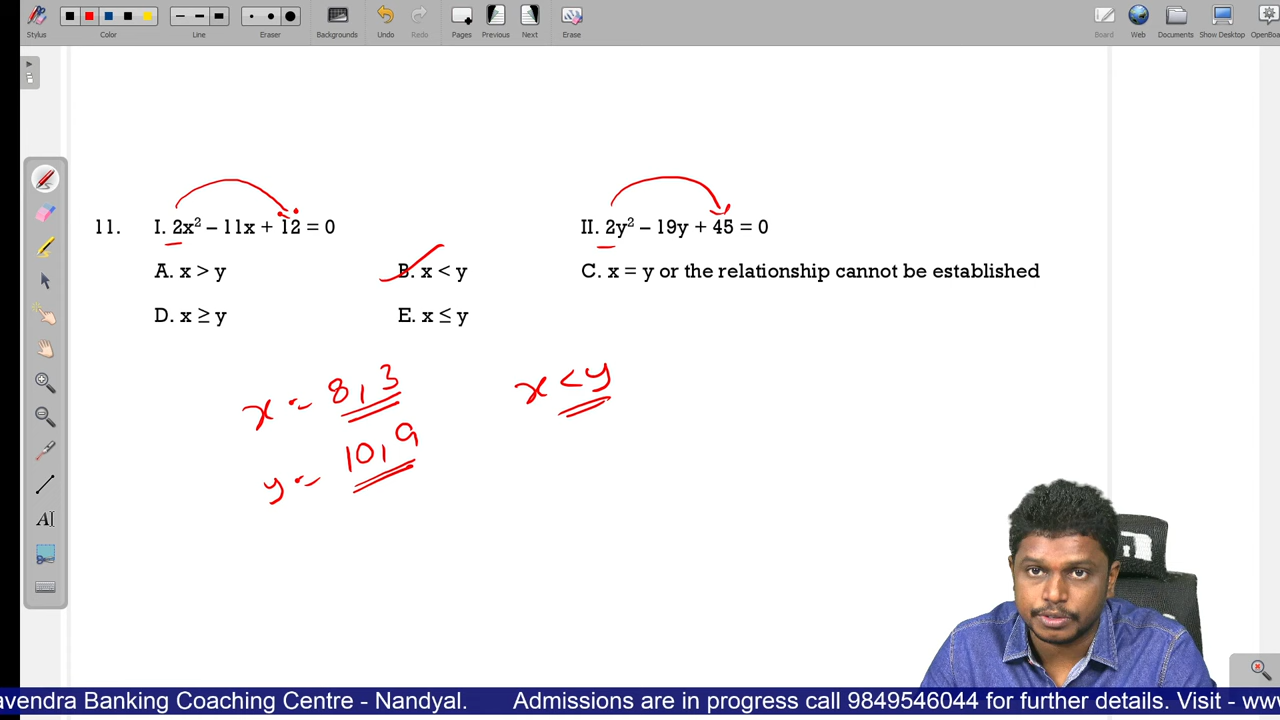 Stylus Color Line Eraser Backgrounds Undo Redo Pages Previous Next Erase Board Web Documents Show Desktop OpenBoa
11. I. 2x² – 11x + 12 = 0 II. 2y² – 19y + 45 = 0
A. x > y B. x < y C. x = y or the relationship cannot be established
D. x ≥ y E. x ≤ y
x = 8, 3 x < y
y = 10, 9
avendra Banking Coaching Centre - Nandyal. Admissions are in progress call 9849546044 for further details. Visit - ww